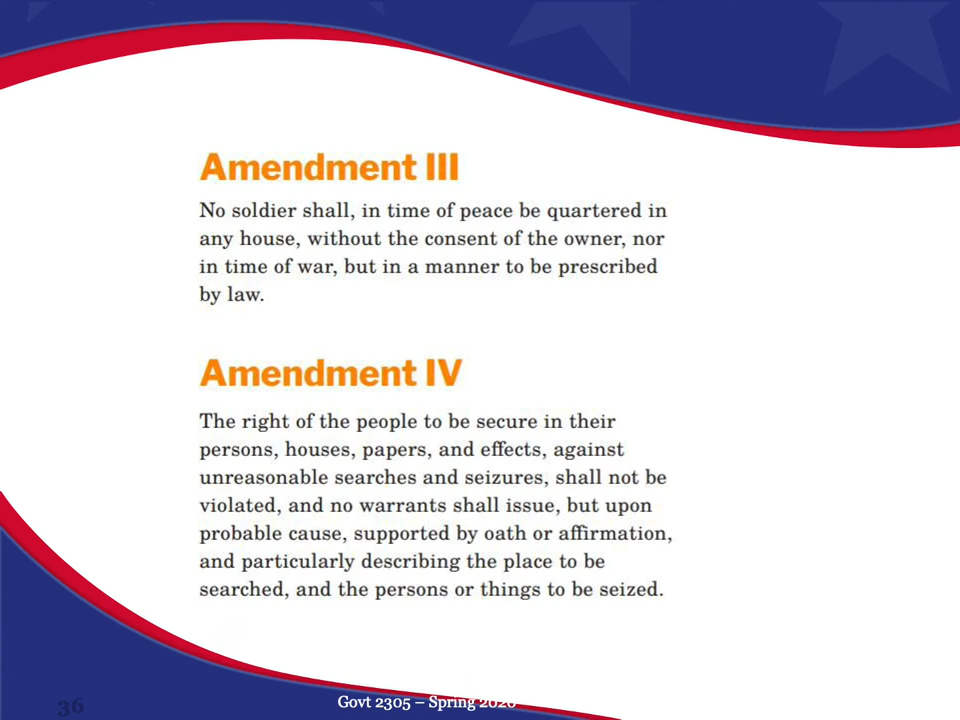 Amendment III
No soldier shall, in time of peace be quartered in
any house, without the consent of the owner, nor
in time of war, but in a manner to be prescribed
by law.
Amendment IV
The right of the people to be secure in their
persons, houses, papers, and effects, against
unreasonable searches and seizures, shall not be
violated, and no warrants shall issue, but upon
probable cause, supported by oath or affirmation,
and particularly describing the place to be
searched, and the persons or things to be seized.
36
Govt 2305 – Spring 2020